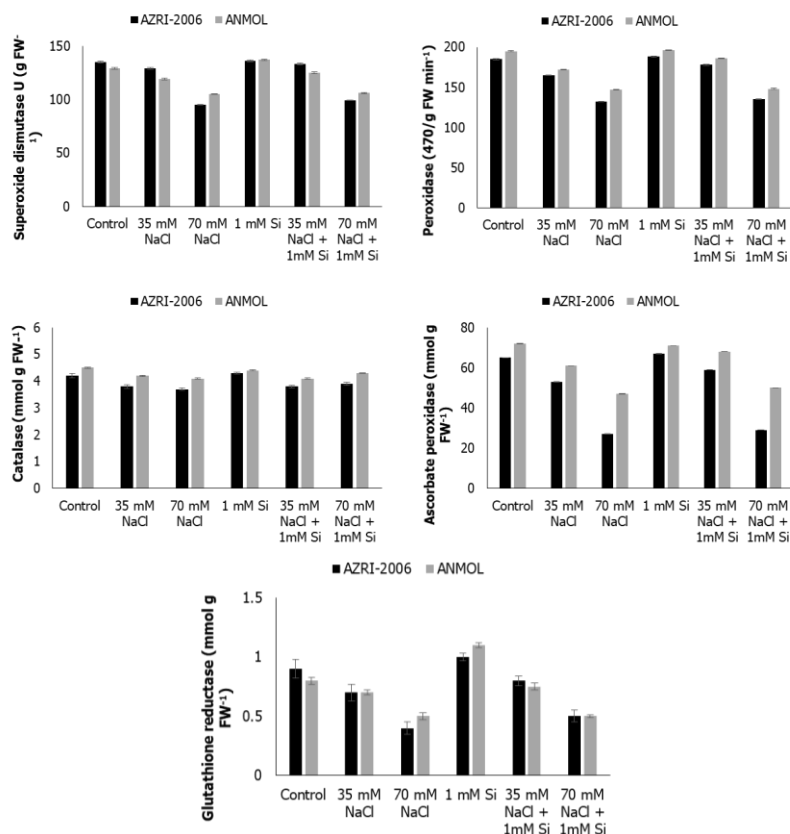 AZRI-2006 ANMOL
Superoxide dismutase U (g FW-
1)
150
100
50
0
Control 35 mM 70 mM 1 mM Si 35 mM 70 mM
NaCl NaCl NaCl + NaCl +
1mM Si 1mM Si
AZRI-2006 ANMOL
Peroxidase (470/g FW min-1)
200
150
100
50
0
Control 35 mM 70 mM 1 mM Si 35 mM 70 mM
NaCl NaCl NaCl + NaCl +
1mM Si 1mM Si
AZRI-2006 ANMOL
Catalase (mmol g FW-1)
6
5
4
3
2
1
0
Control 35 mM 70 mM 1 mM Si 35 mM 70 mM
NaCl NaCl NaCl + NaCl +
1mM Si 1mM Si
AZRI-2006 ANMOL
Ascorbate peroxidase (mmol g
FW-1)
80
60
40
20
0
Control 35 mM 70 mM 1 mM Si 35 mM 70 mM
NaCl NaCl NaCl + NaCl +
1mM Si 1mM Si
AZRI-2006 ANMOL
Glutathione reductase (mmol g
FW-1)
1.5
1
0.5
0
Control 35 mM 70 mM 1 mM Si 35 mM 70 mM
NaCl NaCl NaCl + NaCl +
1mM Si 1mM Si